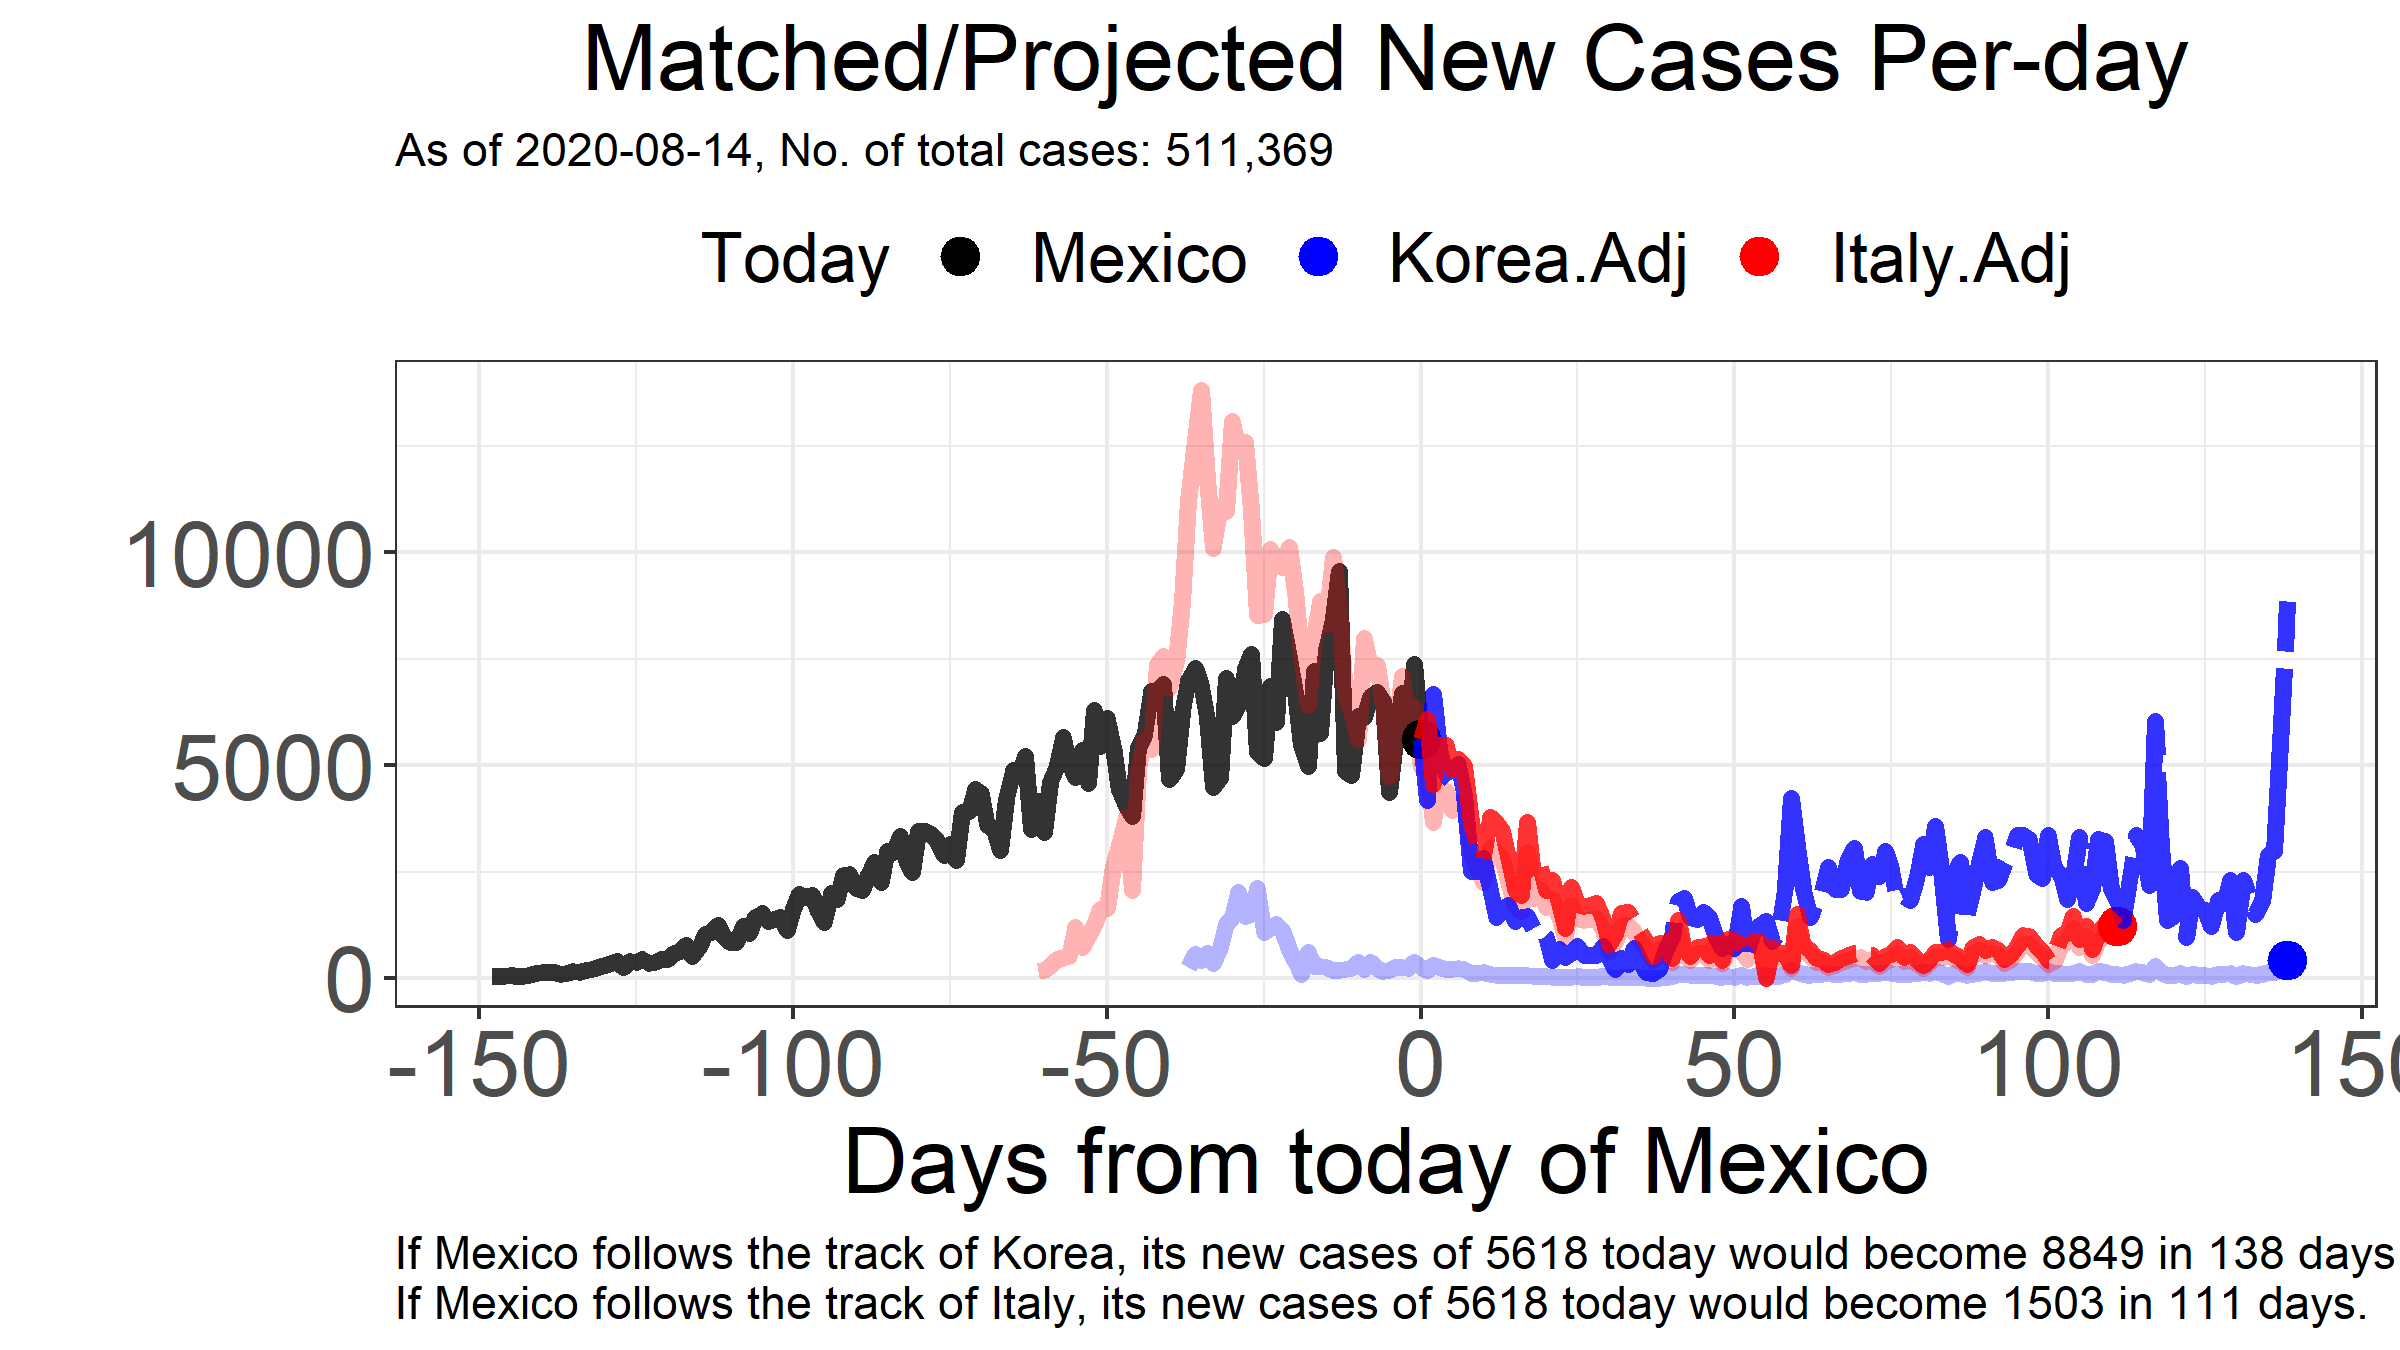 Matched/Projected New Cases Per-day
As of 2020-08-14, No. of total cases: 511,369
Today Mexico Korea.Adj Italy.Adj
10000
5000
0
-150 -100 -50 0 50 100 150
Days from today of Mexico
If Mexico follows the track of Korea, its new cases of 5618 today would become 8849 in 138 days
If Mexico follows the track of Italy, its new cases of 5618 today would become 1503 in 111 days.